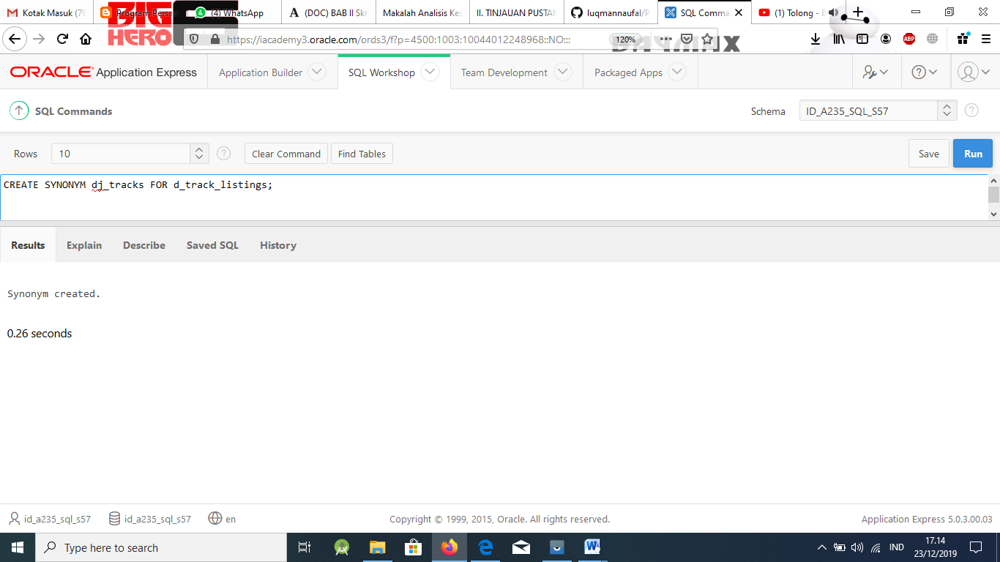 Kotak Masuk (79
Program Persa
(4) WhatsApp
(DOC) BAB II Skr
Makalah Analisis Kes
II. TINJAUAN PUSTAK
luqmannaufal/P
SQL Comma
(1) Tolong - B
BIG
HERO
https://iacademy3.oracle.com/ords3/f?p=4500:1003:10044012248968::NO:::
120%
ABP
ORACLE Application Express
Application Builder
SQL Workshop
Team Development
Packaged Apps
SQL Commands
Schema
ID_A235_SQL_S57
Rows
10
Clear Command
Find Tables
Save
Run
CREATE SYNONYM dj_tracks FOR d_track_listings;
Results
Explain
Describe
Saved SQL
History
Synonym created.
0.26 seconds
id_a235_sql_s57
id_a235_sql_s57
en
Copyright © 1999, 2015, Oracle. All rights reserved.
Application Express 5.0.3.00.03
Type here to search
IND
17.14
23/12/2019